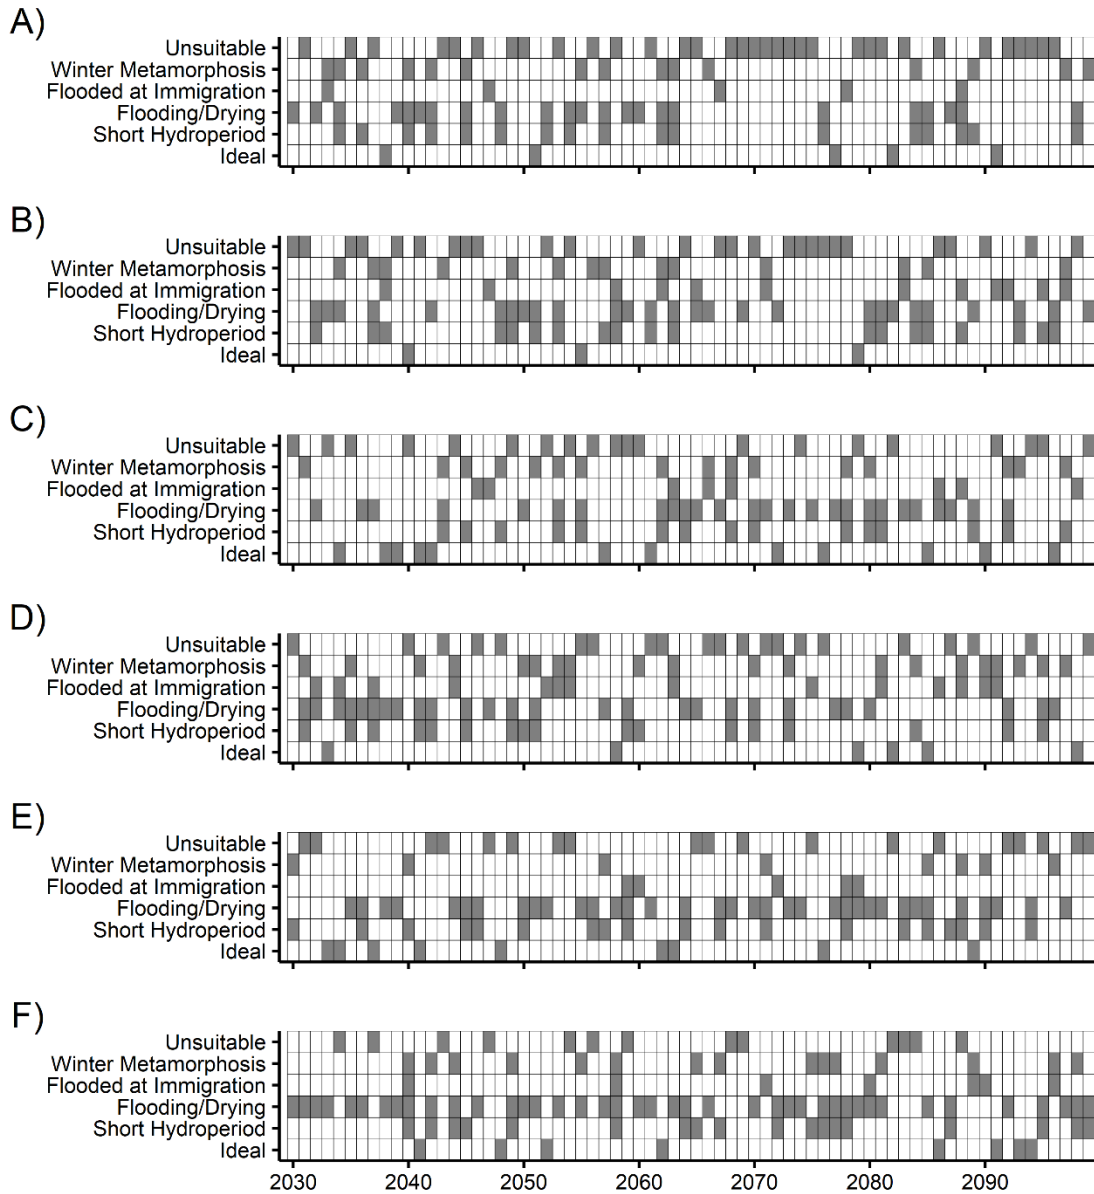 A)
Unsuitable
Winter Metamorphosis
Flooded at Immigration
Flooding/Drying
Short Hydroperiod
Ideal
B)
Unsuitable
Winter Metamorphosis
Flooded at Immigration
Flooding/Drying
Short Hydroperiod
Ideal
C)
Unsuitable
Winter Metamorphosis
Flooded at Immigration
Flooding/Drying
Short Hydroperiod
Ideal
D)
Unsuitable
Winter Metamorphosis
Flooded at Immigration
Flooding/Drying
Short Hydroperiod
Ideal
E)
Unsuitable
Winter Metamorphosis
Flooded at Immigration
Flooding/Drying
Short Hydroperiod
Ideal
F)
Unsuitable
Winter Metamorphosis
Flooded at Immigration
Flooding/Drying
Short Hydroperiod
Ideal
2030 2040 2050 2060 2070 2080 2090